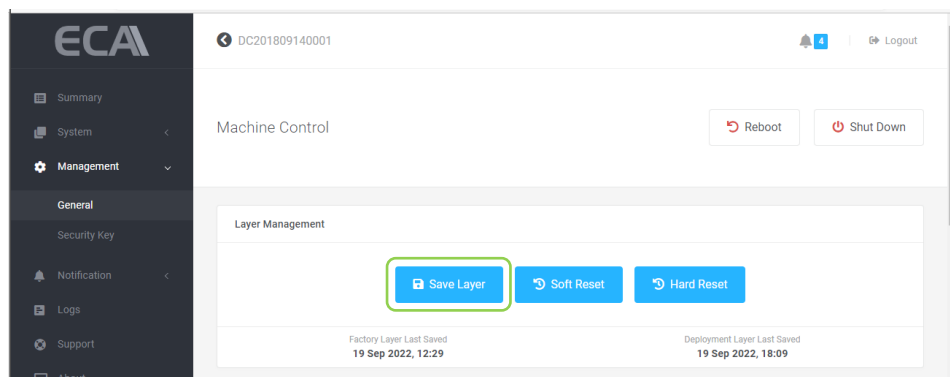 ECA
DC201809140001
4
Logout
Summary
System
Machine Control
Reboot
Shut Down
Management
General
Security Key
Layer Management
Notification
Save Layer
Soft Reset
Hard Reset
Logs
Support
Factory Layer Last Saved
19 Sep 2022, 12:29
Deployment Layer Last Saved
19 Sep 2022, 18:09
About